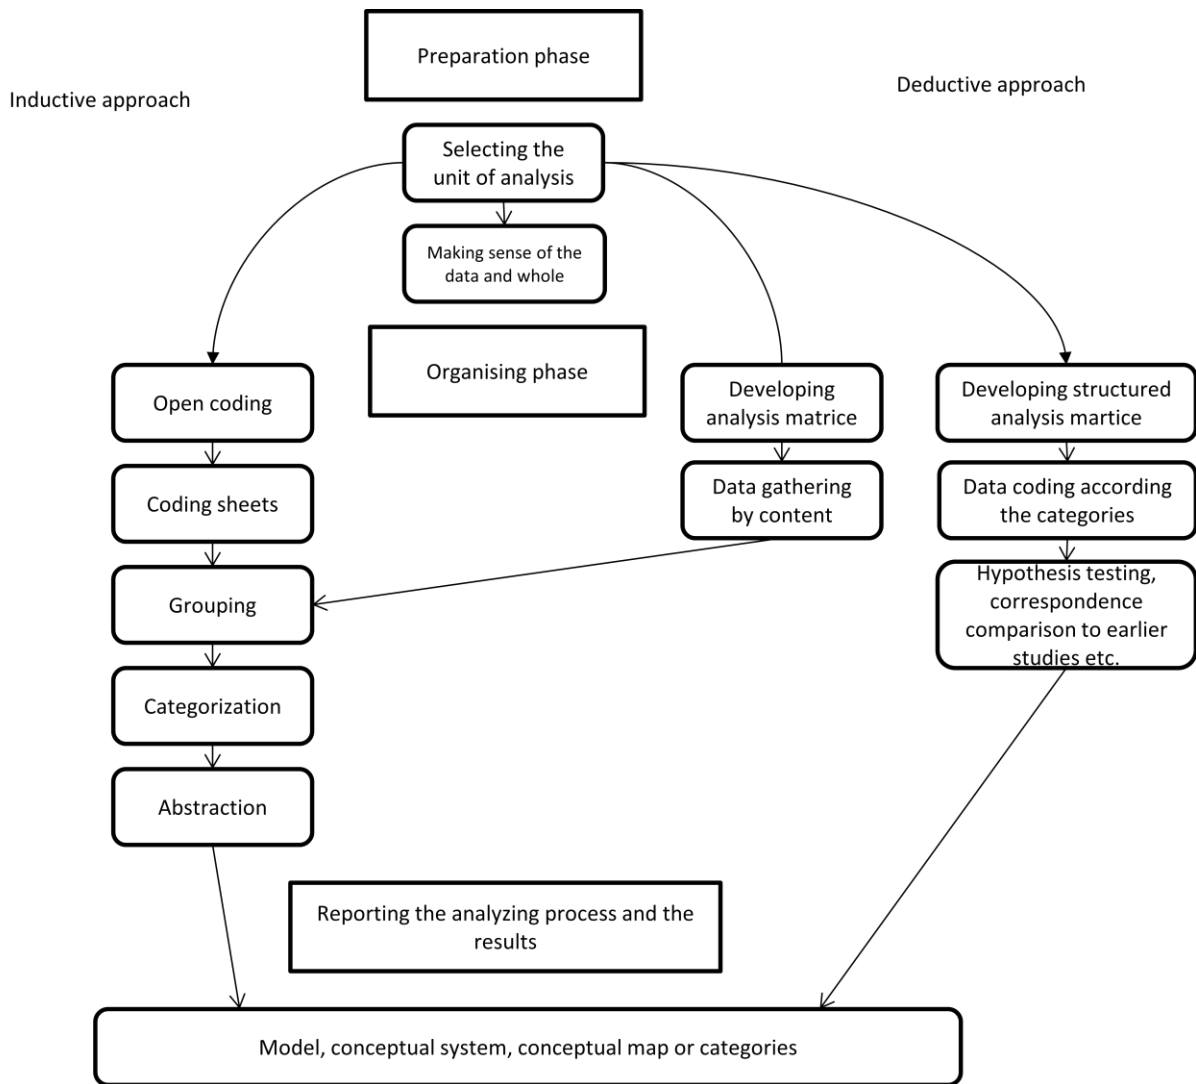 Preparation phase
Inductive approach
Deductive approach
Selecting the
unit of analysis
Making sense of the
data and whole
Organising phase
Open coding
Developing
analysis matrice
Developing structured
analysis martice
Coding sheets
Data gathering
by content
Data coding according
the categories
Grouping
Hypothesis testing,
correspondence
comparison to earlier
studies etc.
Categorization
Abstraction
Reporting the analyzing process and the
results
Model, conceptual system, conceptual map or categories